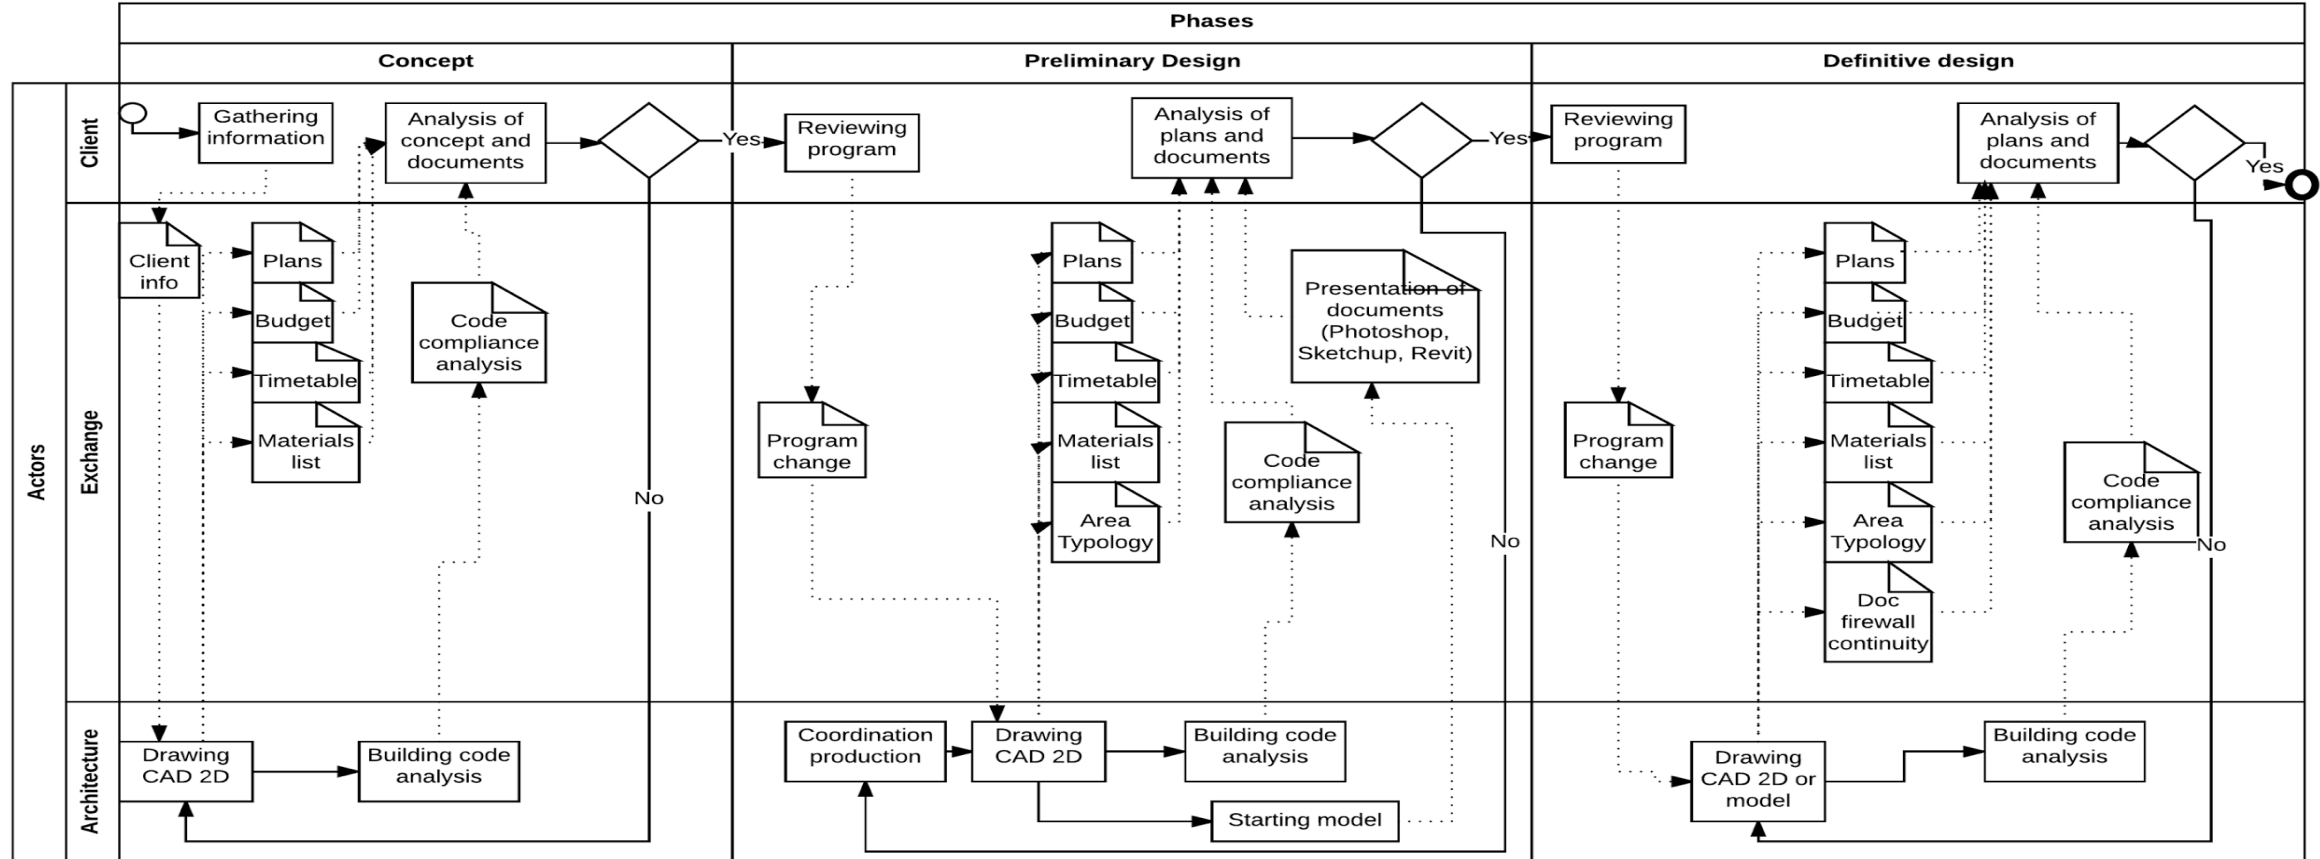 Phases
Concept
Preliminary Design
Definitive design
Actors
Client
Exchange
Architecture
Gathering
information
Analysis of
concept and
documents
Yes
No
Client
info
Plans
Budget
Timetable
Materials
list
Code
compliance
analysis
Drawing
CAD 2D
Building code
analysis
Reviewing
program
Analysis of
plans and
documents
Yes
No
Program
change
Plans
Budget
Timetable
Materials
list
Area
Typology
Code
compliance
analysis
Presentation of
documents
(Photoshop,
Sketchup, Revit)
Coordination
production
Drawing
CAD 2D
Building code
analysis
Starting model
Reviewing
program
Analysis of
plans and
documents
Yes
No
Program
change
Plans
Budget
Timetable
Materials
list
Area
Typology
Doc
firewall
continuity
Code
compliance
analysis
Drawing
CAD 2D or
model
Building code
analysis